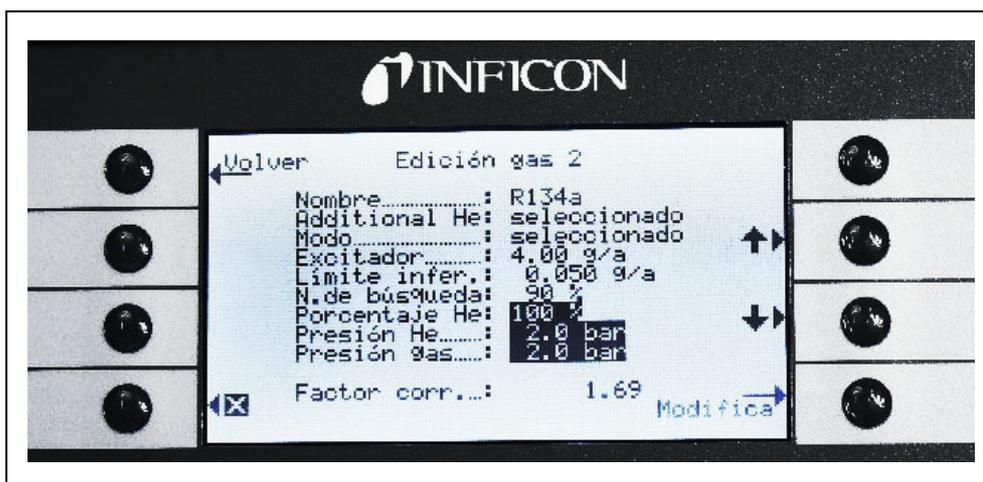 INFICON
Volver Edición gas 2
Nombre..........: R134a
Additional He: seleccionado
Modo..............: seleccionado
Excitador.......: 4.00 g/a
Límite infer.: 0.050 g/a
N.de búsqueda: 90 %
Porcentaje He: 100 %
Presión He.....: 2.0 bar
Presión gas....: 2.0 bar
Factor corr...: 1.69
Modifica